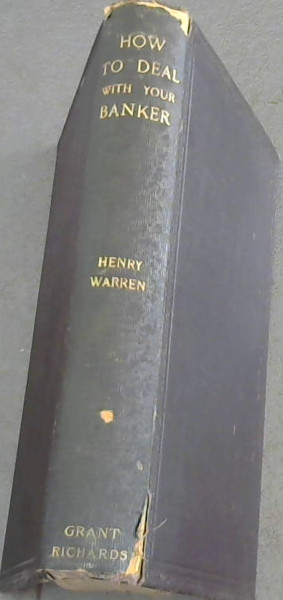 HOW
TO DEAL
WITH YOUR
BANKER
HENRY
WARREN
GRANT
RICHARDS